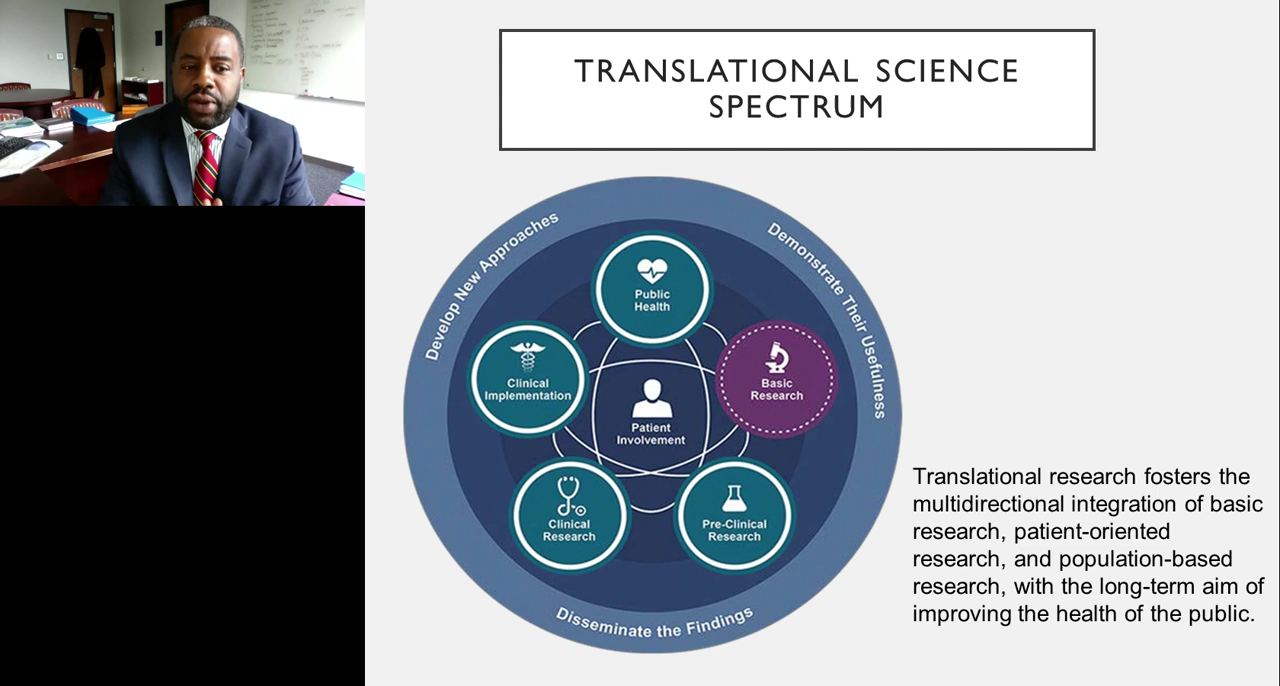 TRANSLATIONAL SCIENCE
SPECTRUM
Develop New Approaches
Demonstrate Their Usefulness
Public
Health
Clinical
Implementation
Basic
Research
Patient
Involvement
Clinical
Research
Pre-Clinical
Research
Disseminate the Findings
Translational research fosters the
multidirectional integration of basic
research, patient-oriented
research, and population-based
research, with the long-term aim of
improving the health of the public.